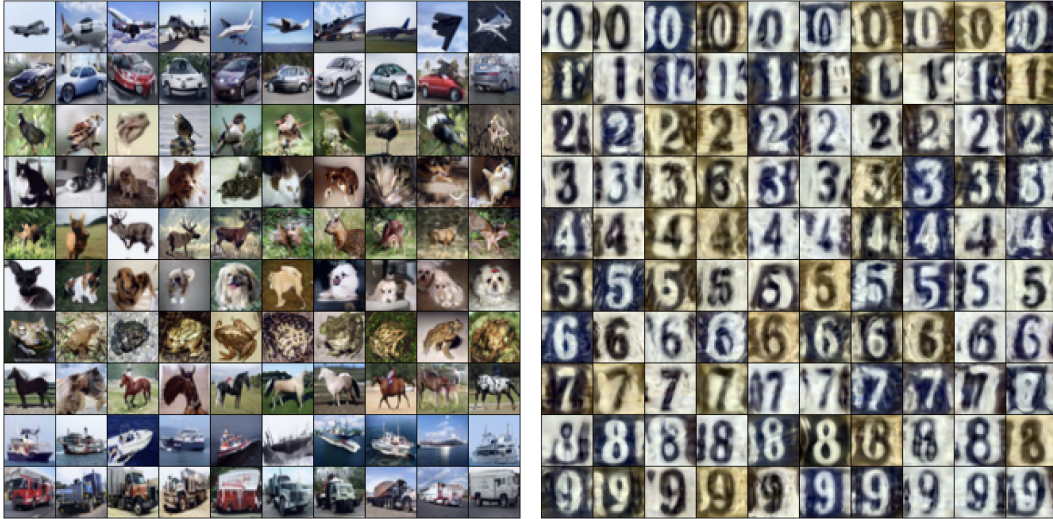 0 0 0 0 0 0 0 0 0 0
1 1 1 1 1 1 1 1 1 1
2 2 2 2 2 2 2 2 2 2
3 3 3 3 3 3 3 3 3 3
4 4 4 4 4 4 4 4 4 4
5 5 5 5 5 5 5 5 5 5
6 6 6 6 6 6 6 6 6 6
7 7 7 7 7 7 7 7 7 7
8 8 8 8 8 8 8 8 8 8
9 9 9 9 9 9 9 9 9 9